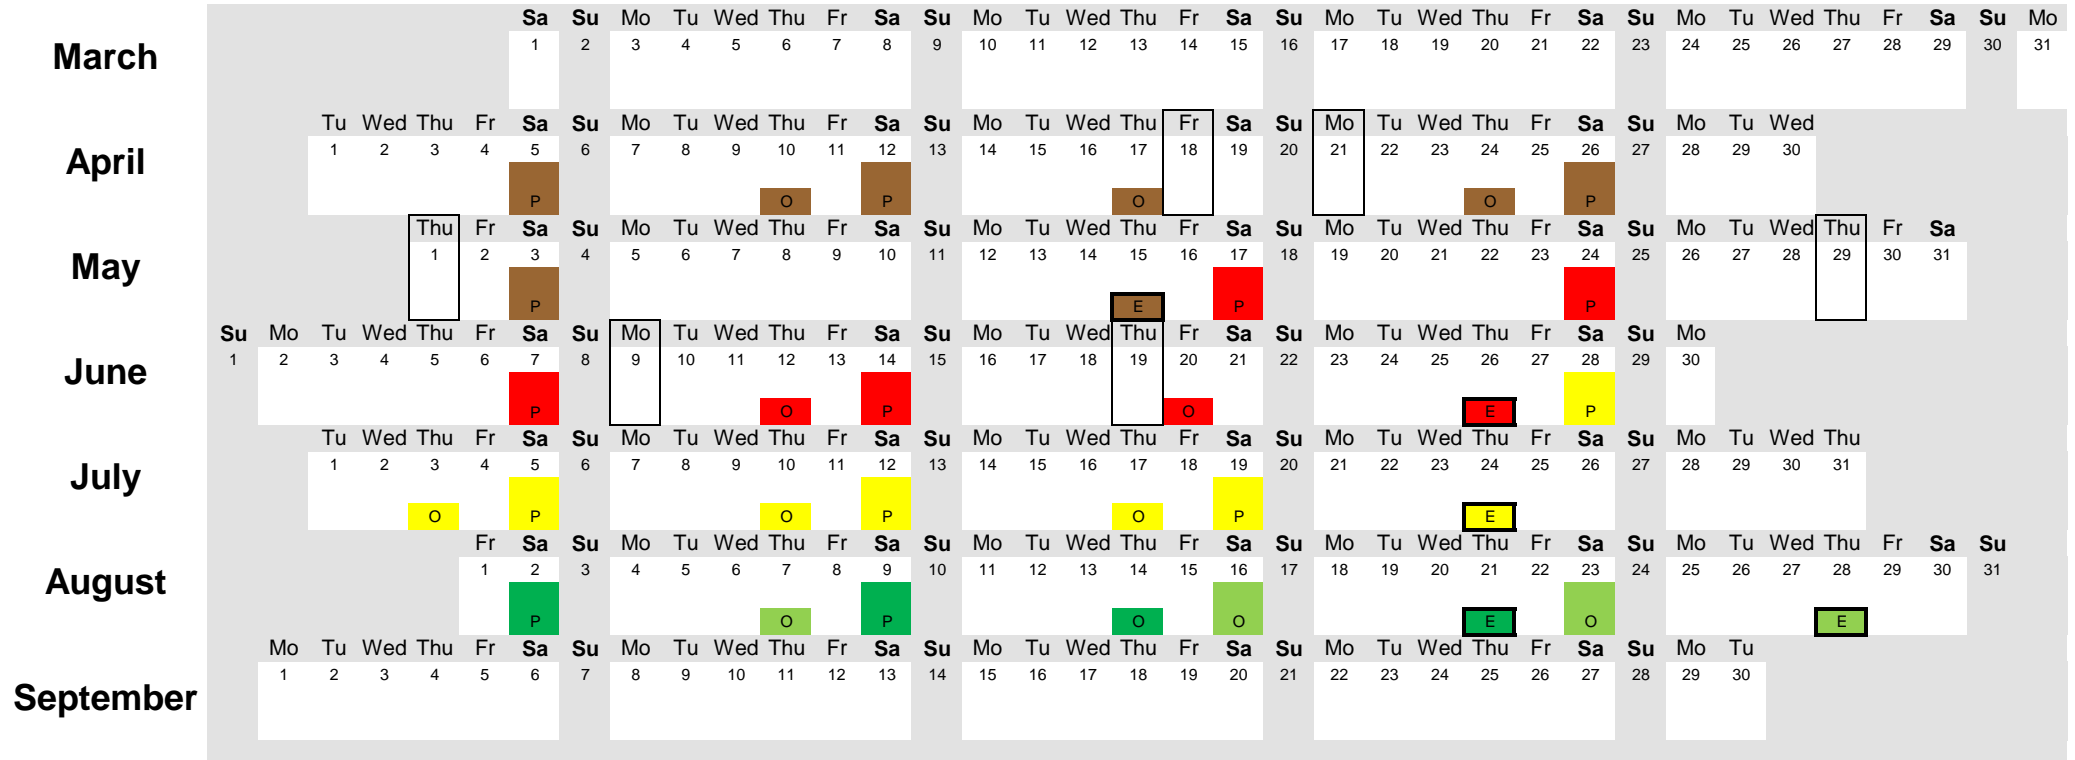 Sa Su Mo Tu Wed Thu Fr Sa Su Mo Tu Wed Thu Fr Sa Su Mo Tu Wed Thu Fr Sa Su Mo Tu Wed Thu Fr Sa Su Mo
March 1 2 3 4 5 6 7 8 9 10 11 12 13 14 15 16 17 18 19 20 21 22 23 24 25 26 27 28 29 30 31
Tu Wed Thu Fr Sa Su Mo Tu Wed Thu Fr Sa Su Mo Tu Wed Thu Fr Sa Su Mo Tu Wed Thu Fr Sa Su Mo Tu Wed
April 1 2 3 4 5 6 7 8 9 10 11 12 13 14 15 16 17 18 19 20 21 22 23 24 25 26 27 28 29 30
P O P O O P
Thu Fr Sa Su Mo Tu Wed Thu Fr Sa Su Mo Tu Wed Thu Fr Sa Su Mo Tu Wed Thu Fr Sa Su Mo Tu Wed Thu Fr Sa
May 1 2 3 4 5 6 7 8 9 10 11 12 13 14 15 16 17 18 19 20 21 22 23 24 25 26 27 28 29 30 31
P E P P
Su Mo Tu Wed Thu Fr Sa Su Mo Tu Wed Thu Fr Sa Su Mo Tu Wed Thu Fr Sa Su Mo Tu Wed Thu Fr Sa Su Mo
June 1 2 3 4 5 6 7 8 9 10 11 12 13 14 15 16 17 18 19 20 21 22 23 24 25 26 27 28 29 30
P O P O E P
Tu Wed Thu Fr Sa Su Mo Tu Wed Thu Fr Sa Su Mo Tu Wed Thu Fr Sa Su Mo Tu Wed Thu Fr Sa Su Mo Tu Wed Thu
July 1 2 3 4 5 6 7 8 9 10 11 12 13 14 15 16 17 18 19 20 21 22 23 24 25 26 27 28 29 30 31
O P O P O P E
Fr Sa Su Mo Tu Wed Thu Fr Sa Su Mo Tu Wed Thu Fr Sa Su Mo Tu Wed Thu Fr Sa Su Mo Tu Wed Thu Fr Sa Su
August 1 2 3 4 5 6 7 8 9 10 11 12 13 14 15 16 17 18 19 20 21 22 23 24 25 26 27 28 29 30 31
P O P O O E O E
Mo Tu Wed Thu Fr Sa Su Mo Tu Wed Thu Fr Sa Su Mo Tu Wed Thu Fr Sa Su Mo Tu Wed Thu Fr Sa Su Mo Tu
September 1 2 3 4 5 6 7 8 9 10 11 12 13 14 15 16 17 18 19 20 21 22 23 24 25 26 27 28 29 30